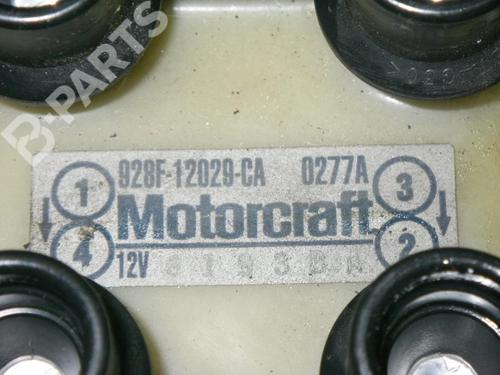 B-PARTS
928F-12029-CA 0277A
1 Motorcraft 3
4 12V 2